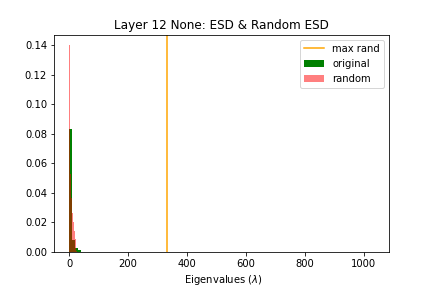 Layer 12 None: ESD & Random ESD
max rand
original
random
0.14
0.12
0.10
0.08
0.06
0.04
0.02
0.00
0 200 400 600 800 1000
Eigenvalues (λ)